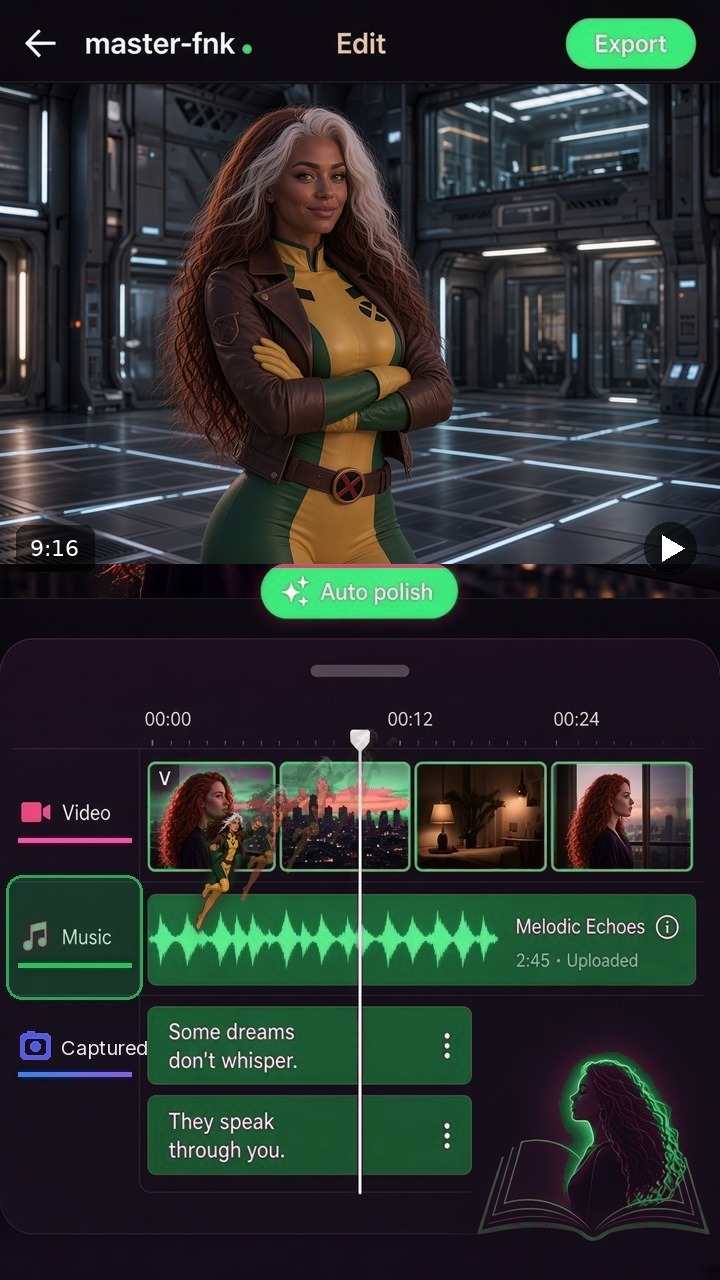 master-fnk
Edit
Export
9:16
Auto polish
00:00
00:12
00:24
Video
V
Music
Melodic Echoes
2:45 • Uploaded
Captured
Some dreams
don't whisper.
They speak
through you.